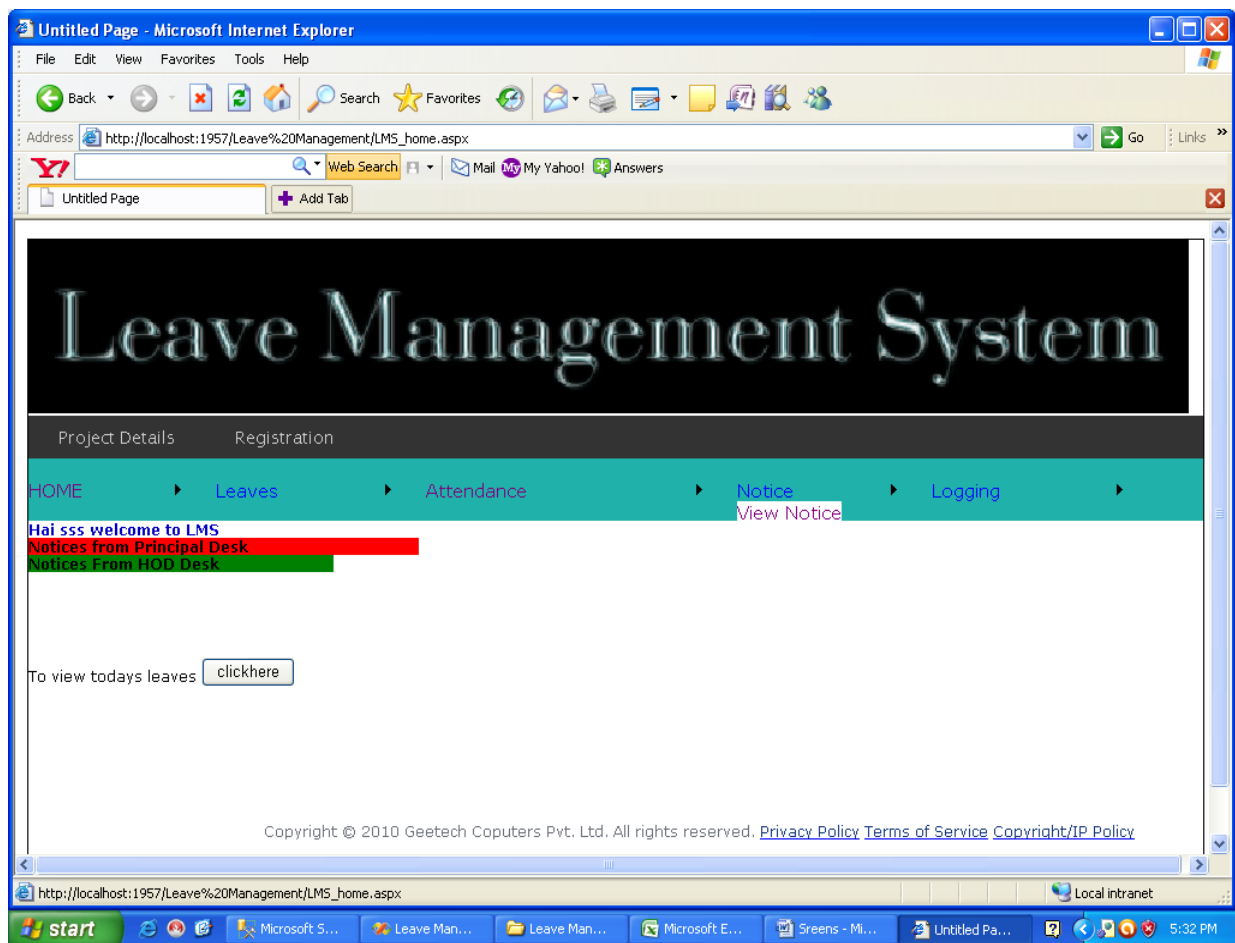 Untitled Page - Microsoft Internet Explorer
File Edit View Favorites Tools Help
Back Search Favorites
Address http://localhost:1957/Leave%20Management/LMS_home.aspx Go Links »
Y! Web Search Mail My My Yahoo! Answers
Untitled Page Add Tab
Leave Management System
Project Details Registration
HOME Leaves Attendance Notice Logging
View Notice
Hai sss welcome to LMS
Notices from Principal Desk
Notices From HOD Desk
To view todays leaves clickhere
Copyright © 2010 Geetech Coputers Pvt. Ltd. All rights reserved. Privacy Policy Terms of Service Copyright/IP Policy
http://localhost:1957/Leave%20Management/LMS_home.aspx Local intranet
start Microsoft S... Leave Man... Leave Man... Microsoft E... Sreens - Mi... Untitled Pa... 5:32 PM